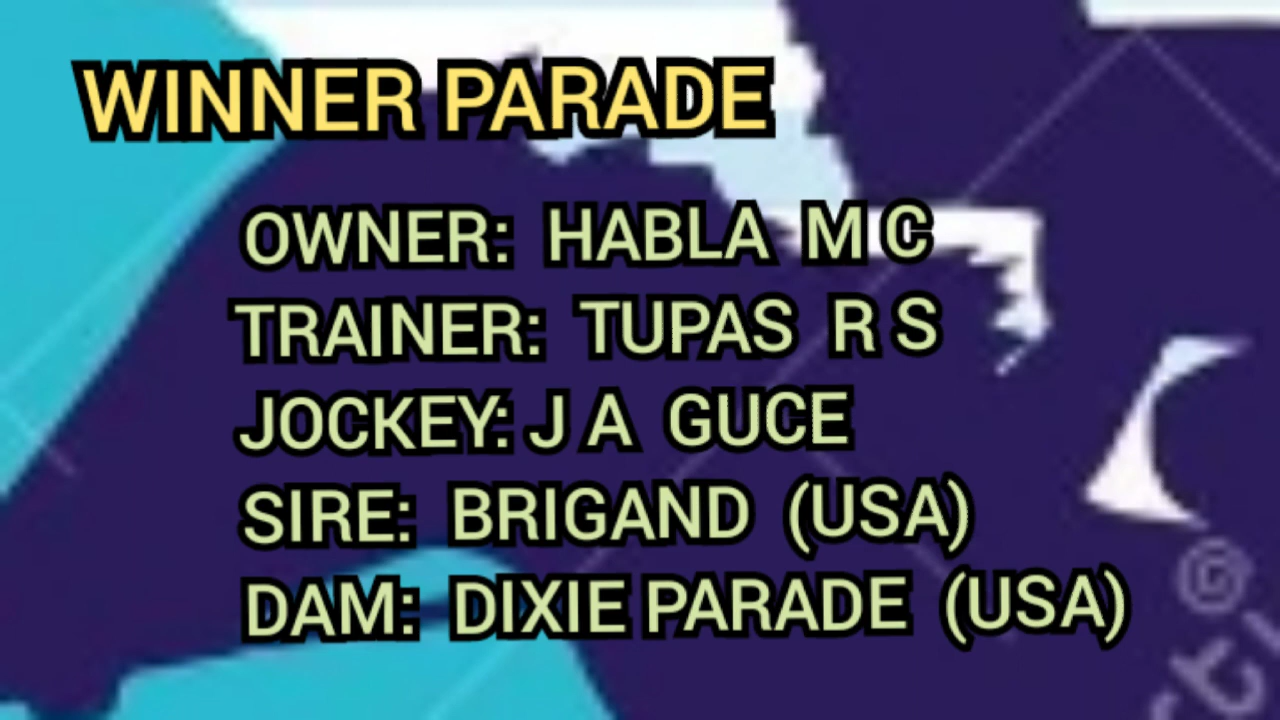 WINNER PARADE
OWNER: HABLA M C
TRAINER: TUPAS R S
JOCKEY: J A GUCE
SIRE: BRIGAND (USA)
DAM: DIXIE PARADE (USA)